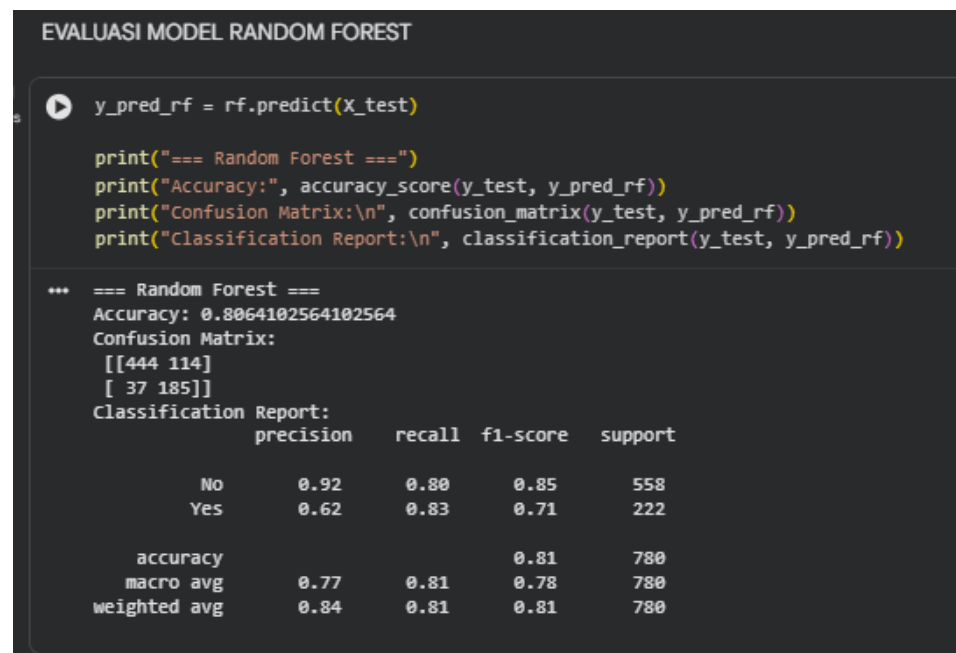 EVALUASI MODEL RANDOM FOREST
s
y_pred_rf = rf.predict(X_test)
print("=== Random Forest ===")
print("Accuracy:", accuracy_score(y_test, y_pred_rf))
print("Confusion Matrix:\n", confusion_matrix(y_test, y_pred_rf))
print("Classification Report:\n", classification_report(y_test, y_pred_rf))
=== Random Forest ===
Accuracy: 0.8064102564102564
Confusion Matrix:
[[444 114]
[ 37 185]]
Classification Report:
precision recall f1-score support
No 0.92 0.80 0.85 558
Yes 0.62 0.83 0.71 222
accuracy 0.81 780
macro avg 0.77 0.81 0.78 780
weighted avg 0.84 0.81 0.81 780